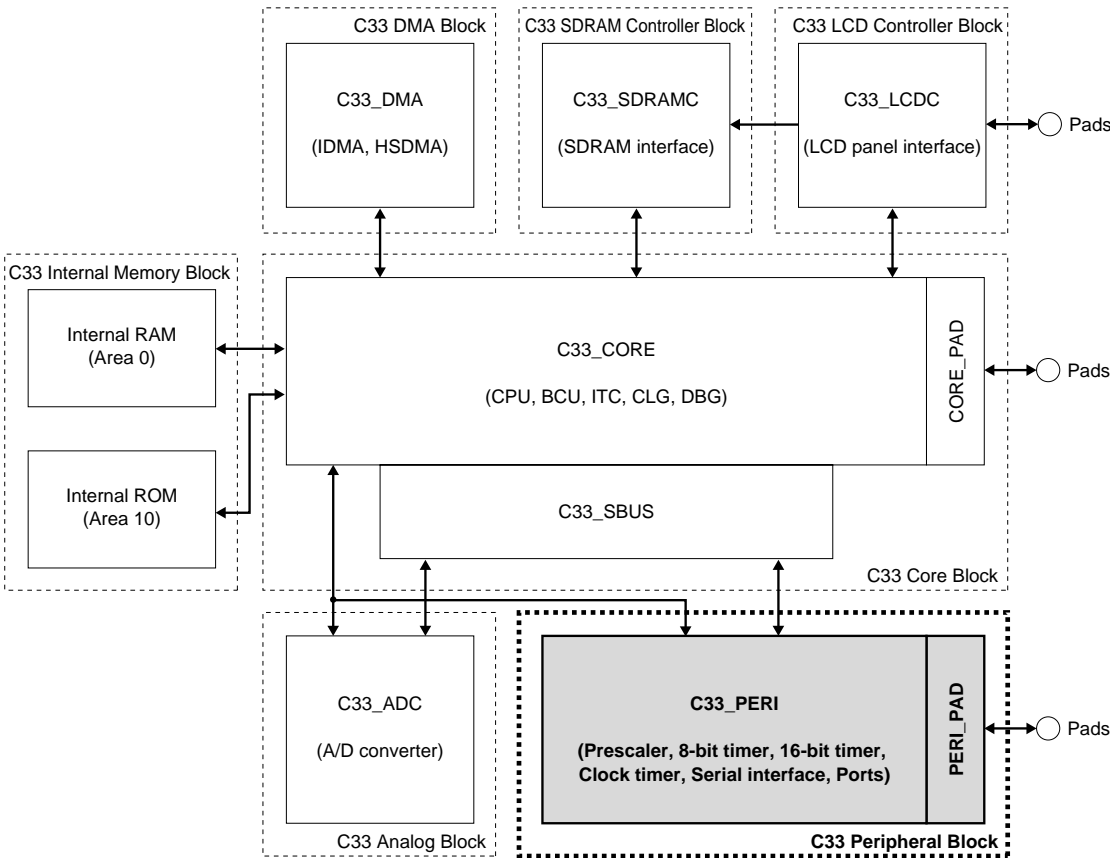 C33 DMA Block
C33_DMA
(IDMA, HSDMA)
C33 SDRAM Controller Block
C33_SDRAMC
(SDRAM interface)
C33 LCD Controller Block
C33_LCDC
(LCD panel interface)
Pads
C33 Internal Memory Block
Internal RAM
(Area 0)
Internal ROM
(Area 10)
C33_CORE
(CPU, BCU, ITC, CLG, DBG)
CORE_PAD
Pads
C33_SBUS
C33 Core Block
C33_ADC
(A/D converter)
C33 Analog Block
C33_PERI
(Prescaler, 8-bit timer, 16-bit timer,
Clock timer, Serial interface, Ports)
PERI_PAD
Pads
C33 Peripheral Block